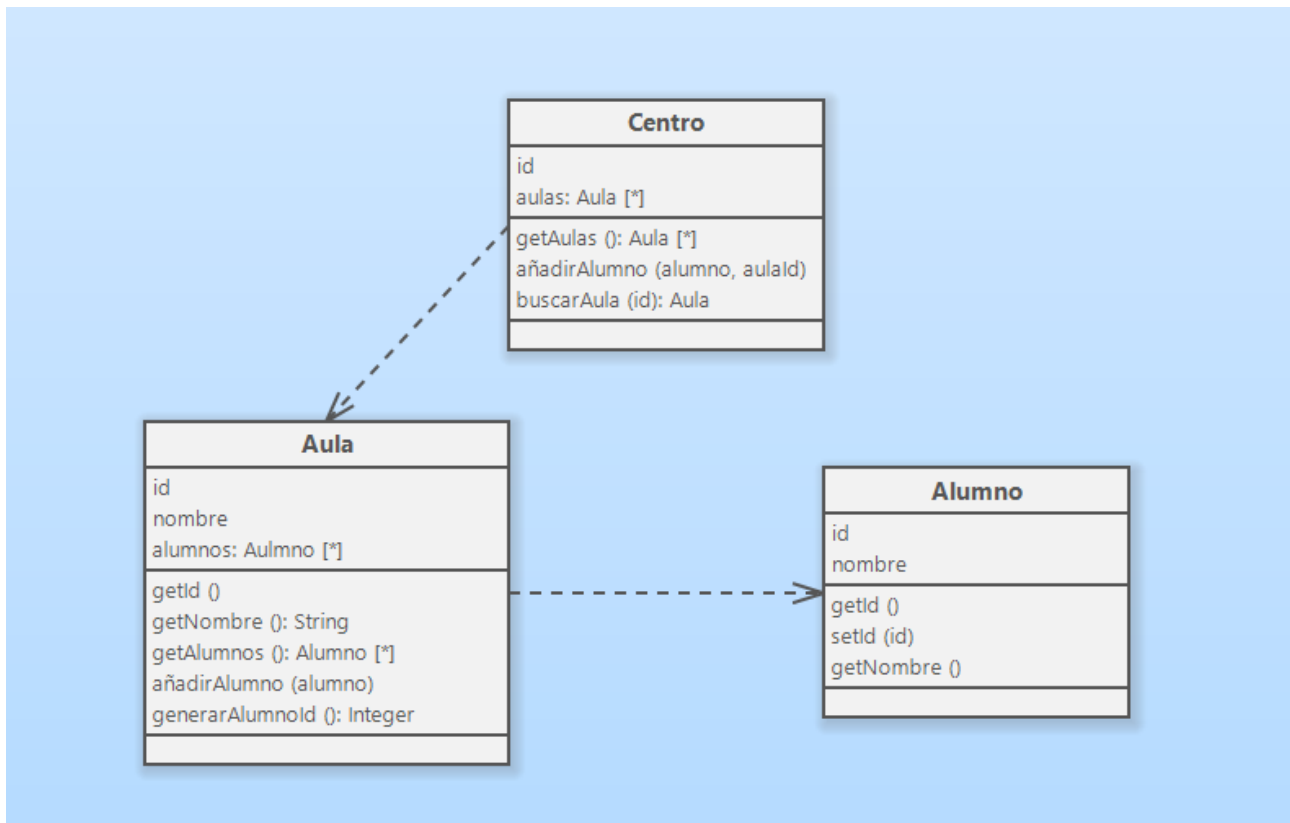 Centro
id
aulas: Aula [*]
getAulas (): Aula [*]
añadirAlumno (alumno, aulaId)
buscarAula (id): Aula
Aula
id
nombre
alumnos: Aulmno [*]
getId ()
getNombre (): String
getAlumnos (): Alumno [*]
añadirAlumno (alumno)
generarAlumnoId (): Integer
Alumno
id
nombre
getId ()
setId (id)
getNombre ()